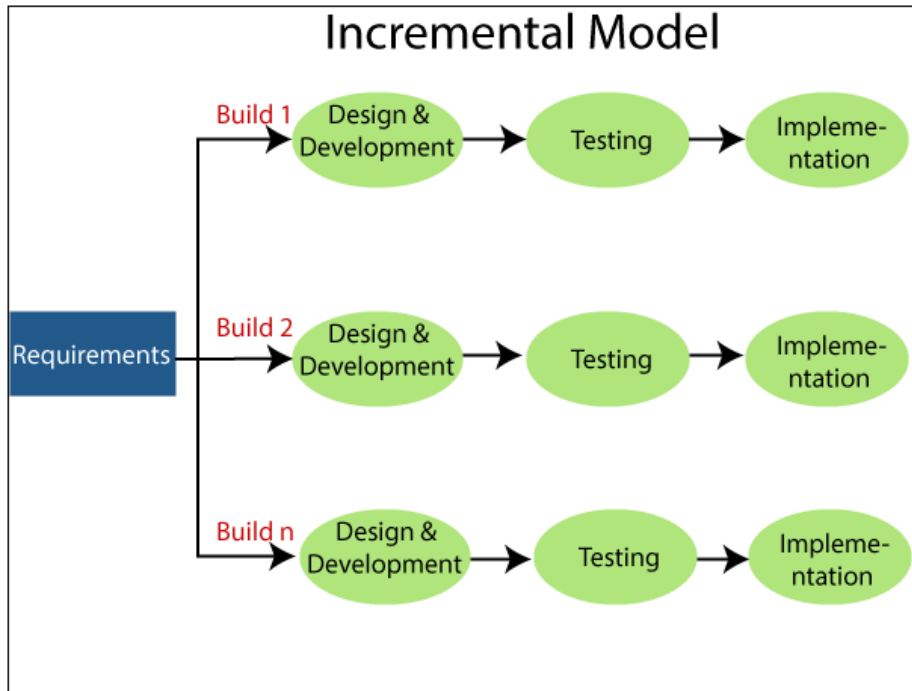 Incremental Model
Build 1
Design &
Development
Testing
Impleme-
ntation
Requirements
Build 2
Design &
Development
Testing
Impleme-
ntation
Build n
Design &
Development
Testing
Impleme-
ntation